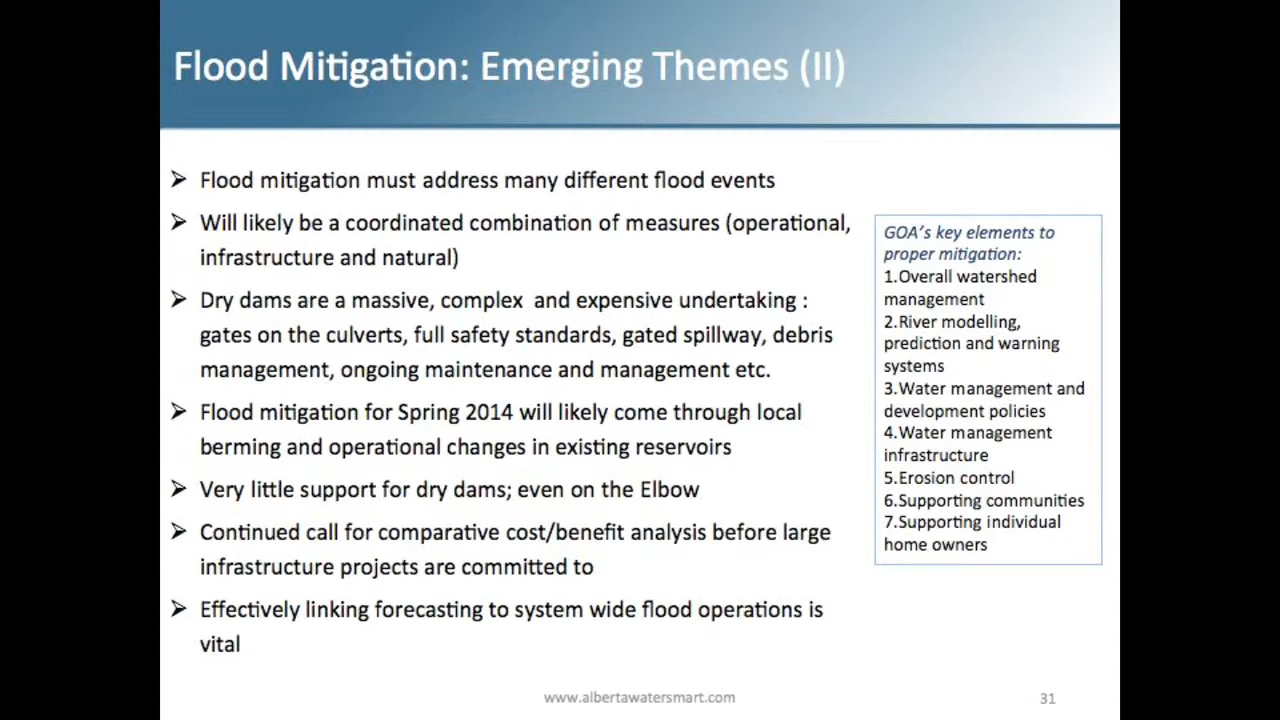 Flood Mitigation: Emerging Themes (II)
➢ Flood mitigation must address many different flood events
➢ Will likely be a coordinated combination of measures (operational,
infrastructure and natural)
➢ Dry dams are a massive, complex  and expensive undertaking :
gates on the culverts, full safety standards, gated spillway, debris
management, ongoing maintenance and management etc.
➢ Flood mitigation for Spring 2014 will likely come through local
berming and operational changes in existing reservoirs
➢ Very little support for dry dams; even on the Elbow
➢ Continued call for comparative cost/benefit analysis before large
infrastructure projects are committed to
➢ Effectively linking forecasting to system wide flood operations is
vital
GOA's key elements to
proper mitigation:
1.Overall watershed
management
2.River modelling,
prediction and warning
systems
3.Water management and
development policies
4.Water management
infrastructure
5.Erosion control
6.Supporting communities
7.Supporting individual
home owners
www.albertawatersmart.com
31